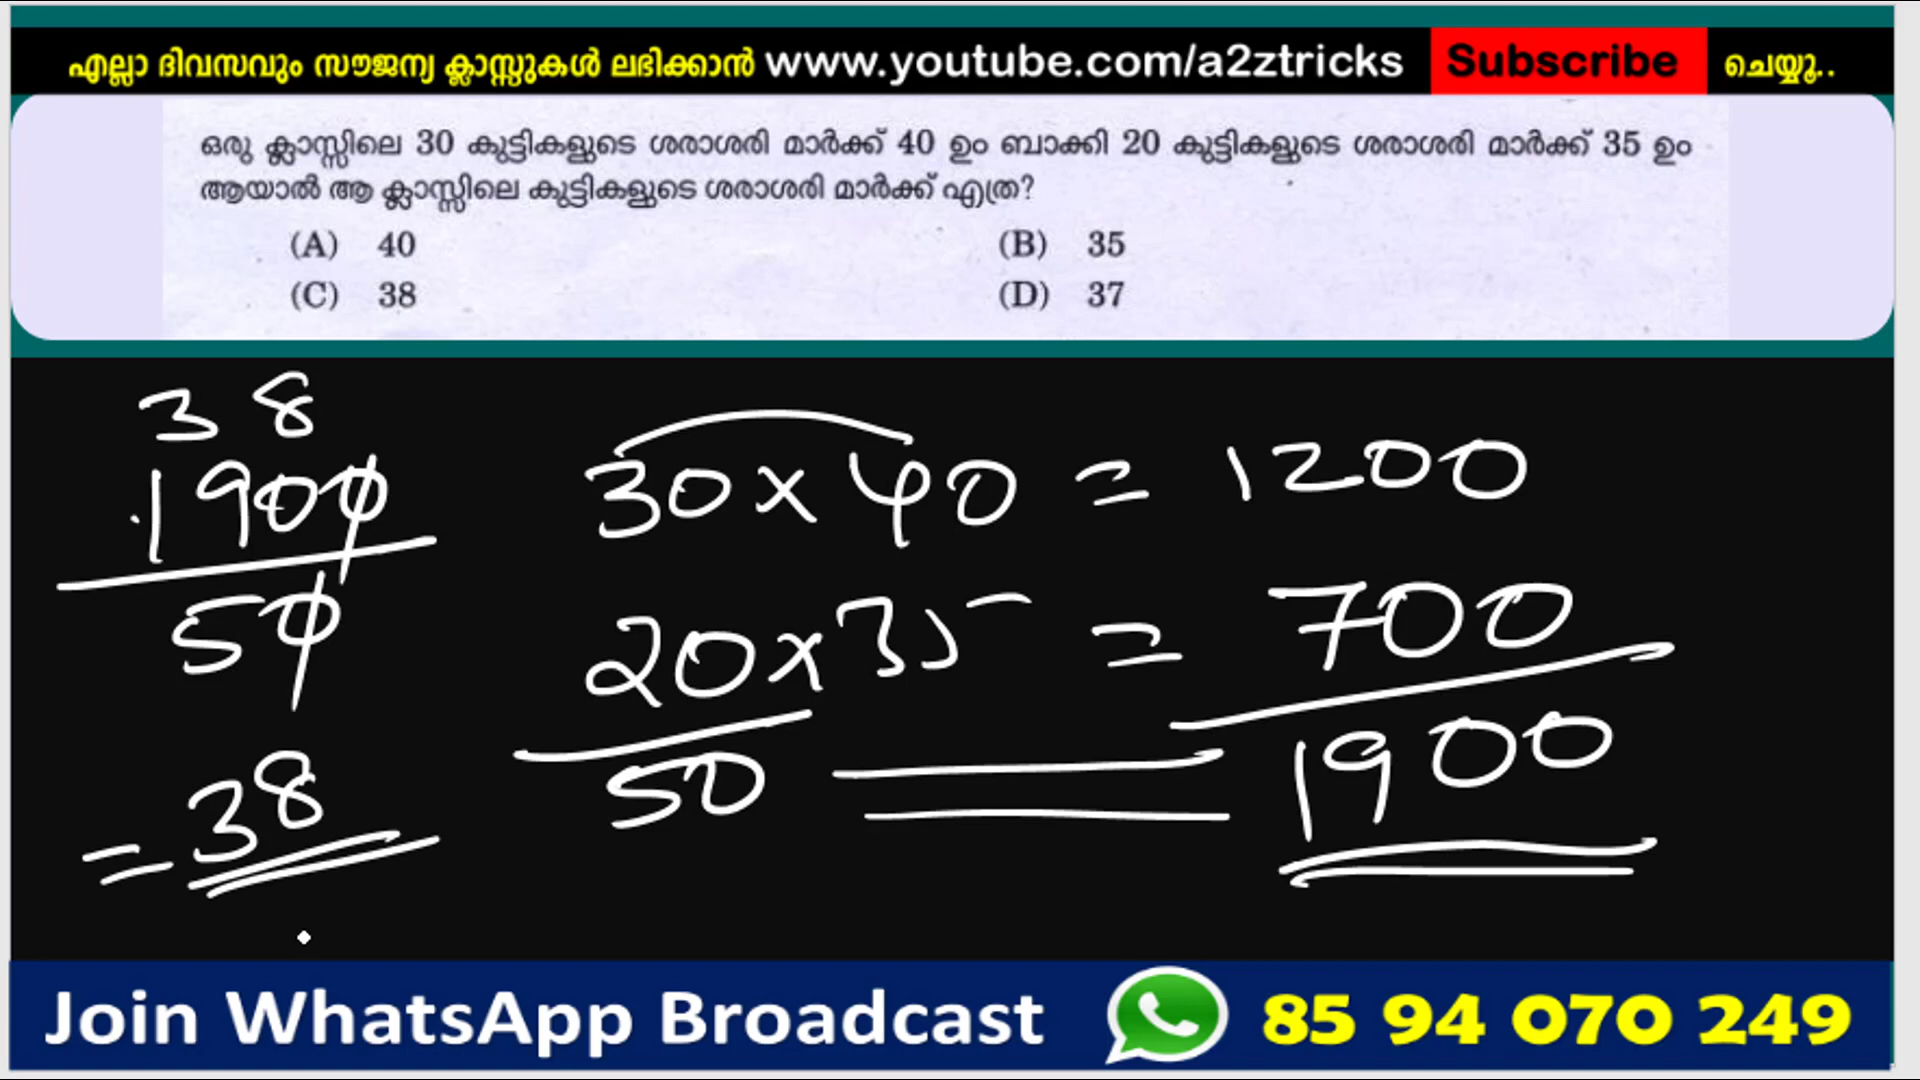 എല്ലാ ദിവസവും സൗജന്യ ക്ലാസ്സുകൾ ലഭിക്കാൻ www.youtube.com/a2ztricks Subscribe ചെയ്യൂ..
ഒരു ക്ലാസ്സിലെ 30 കുട്ടികളുടെ ശരാശരി മാർക്ക് 40 ഉം ബാക്കി 20 കുട്ടികളുടെ ശരാശരി മാർക്ക് 35 ഉം
ആയാൽ ആ ക്ലാസ്സിലെ കുട്ടികളുടെ ശരാശരി മാർക്ക് എത്ര?
(A) 40 (B) 35
(C) 38 (D) 37
38
1900
50
= 38
30 x 40 = 1200
20 x 35 = 700
50 1900
Join WhatsApp Broadcast 85 94 070 249